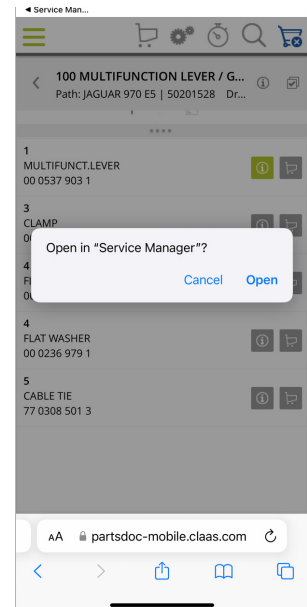 ◄ Service Man...
100 MULTIFUNCTION LEVER / G...
Path: JAGUAR 970 E5 | 50201528 Dr...
1
MULTIFUNCT.LEVER
00 0537 903 1
3
CLAMP
Open in “Service Manager”?
Cancel Open
4
4
FLAT WASHER
00 0236 979 1
5
CABLE TIE
77 0308 501 3
AA partsdoc-mobile.claas.com